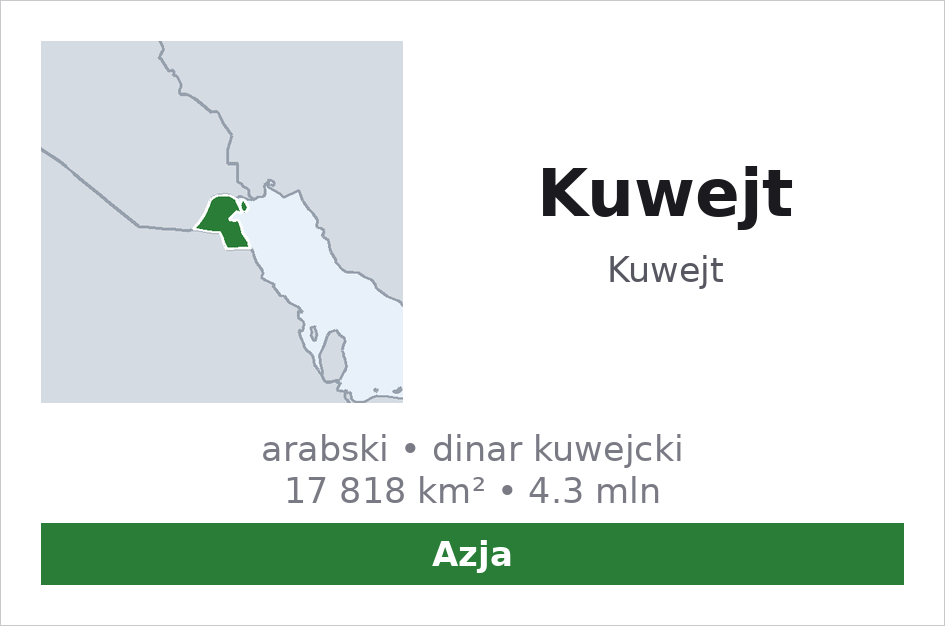 Kuwejt
Kuwejt
arabski • dinar kuwejcki
17 818 km² • 4.3 mln
Azja